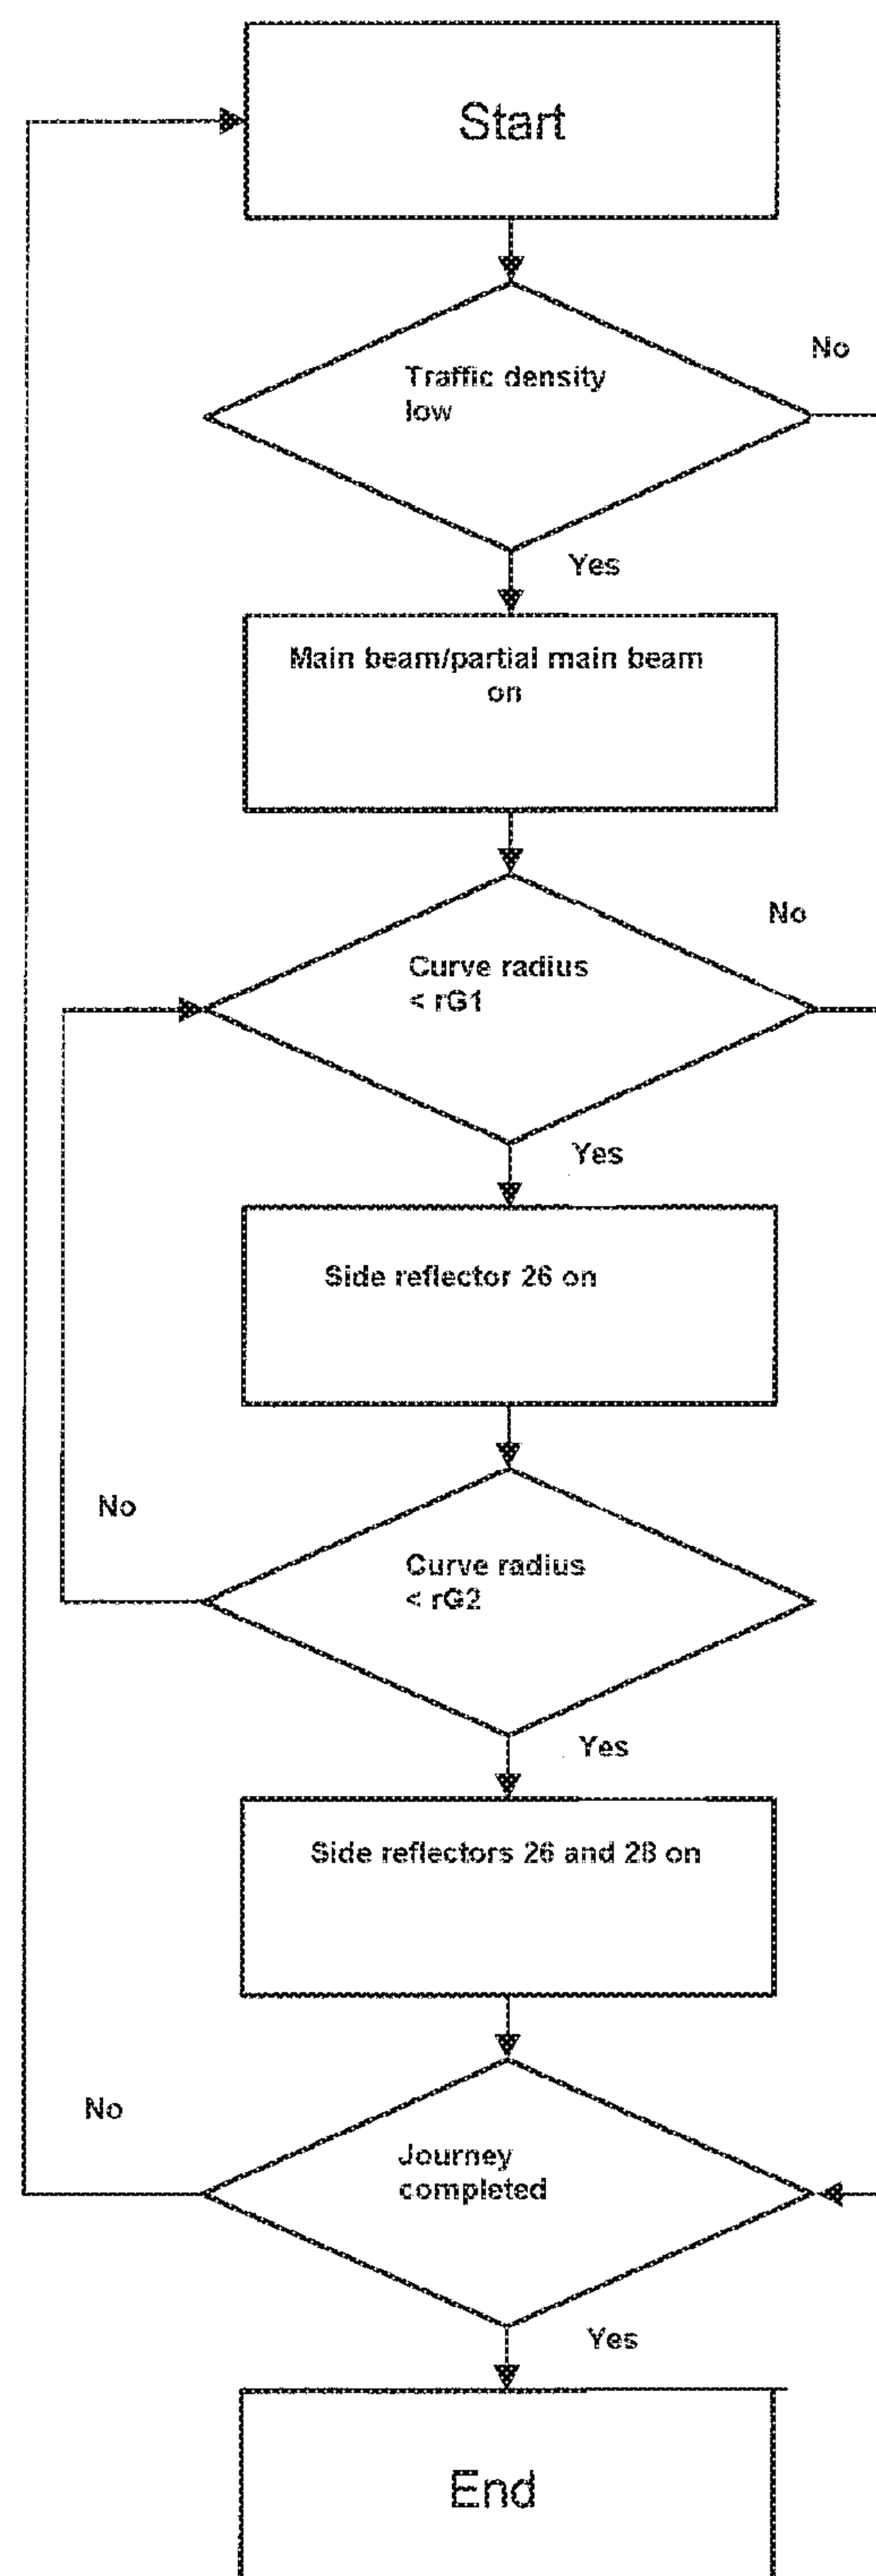 Start
Traffic density
low
No
Yes
Main beam/partial main beam
on
Curve radius
< rG1
No
Yes
Side reflector 26 on
Curve radius
< rG2
No
Yes
Side reflectors 26 and 28 on
Journey
completed
No
Yes
End